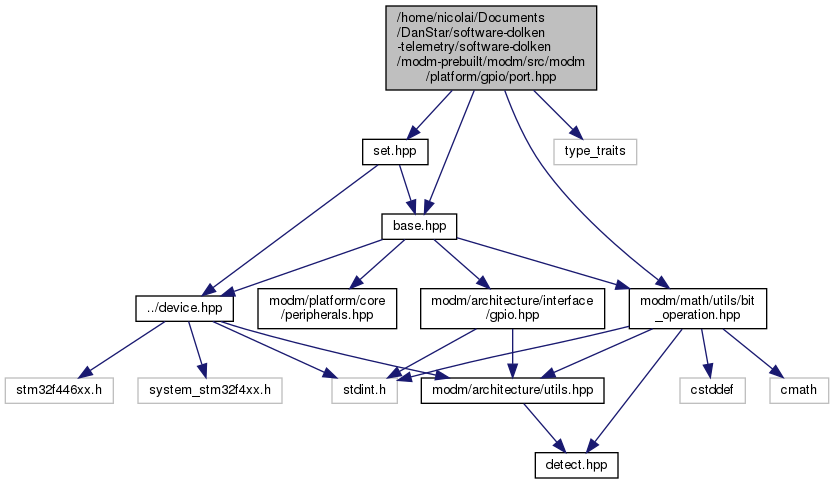 /home/nicolai/Documents
/DanStar/software-dolken
-telemetry/software-dolken
/modm-prebuilt/modm/src/modm
/platform/gpio/port.hpp
set.hpp
type_traits
base.hpp
../device.hpp
modm/platform/core
/peripherals.hpp
modm/architecture/interface
/gpio.hpp
modm/math/utils/bit
_operation.hpp
stm32f446xx.h
system_stm32f4xx.h
stdint.h
modm/architecture/utils.hpp
cstddef
cmath
detect.hpp